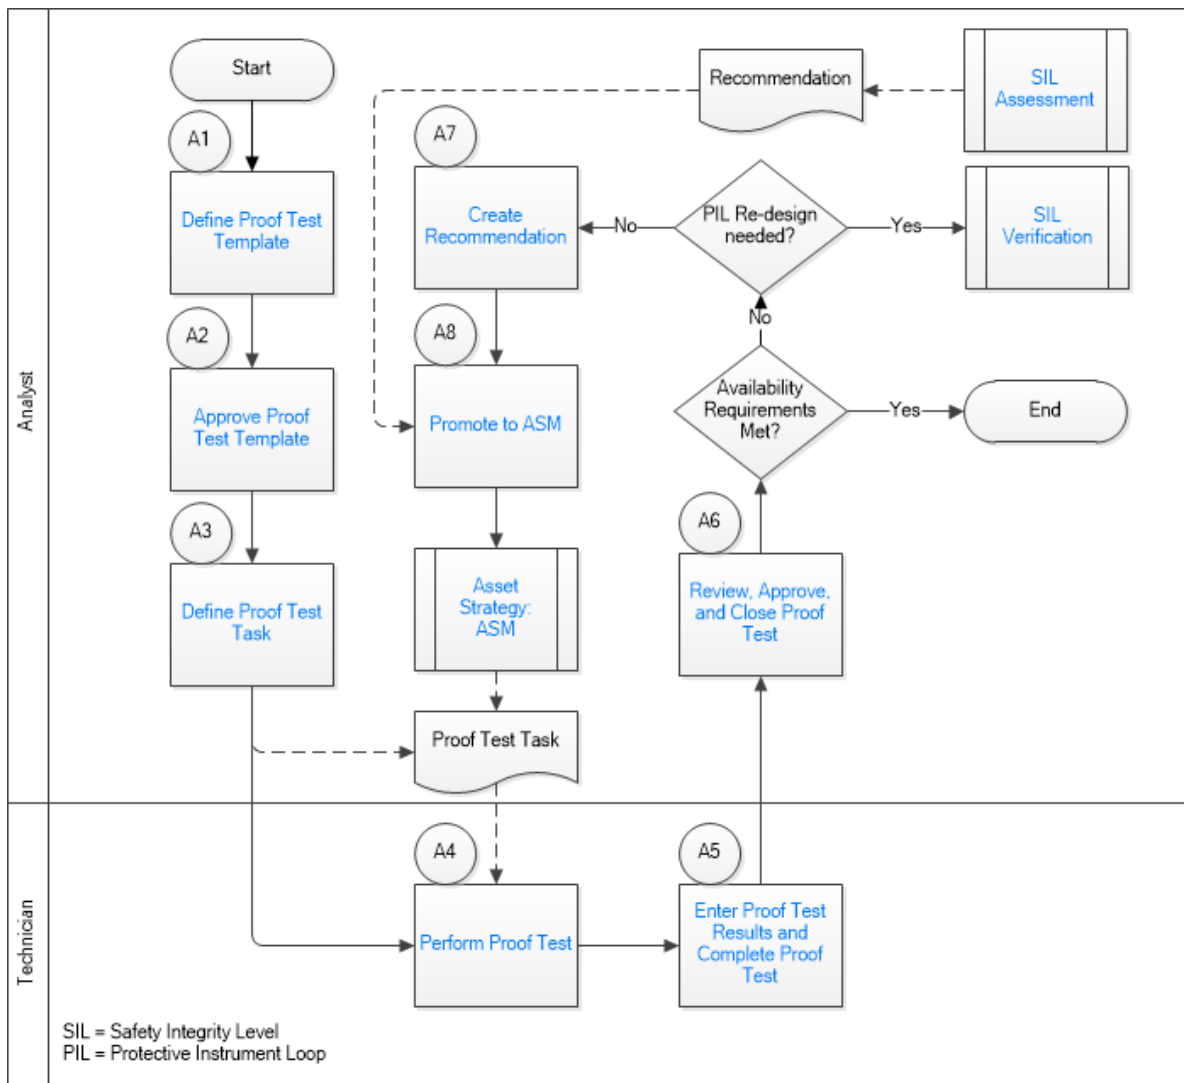 Analyst
Start
A1
Define Proof Test
Template
A2
Approve Proof
Test Template
A3
Define Proof Test
Task
A7
Create
Recommendation
A8
Promote to ASM
Asset
Strategy:
ASM
Proof Test Task
Recommendation
SIL
Assessment
PIL Re-design
needed?
No
Yes
SIL
Verification
No
Availability
Requirements
Met?
Yes
End
A6
Review, Approve,
and Close Proof
Test
Technician
A4
Perform Proof Test
A5
Enter Proof Test
Results and
Complete Proof
Test
SIL = Safety Integrity Level
PIL = Protective Instrument Loop